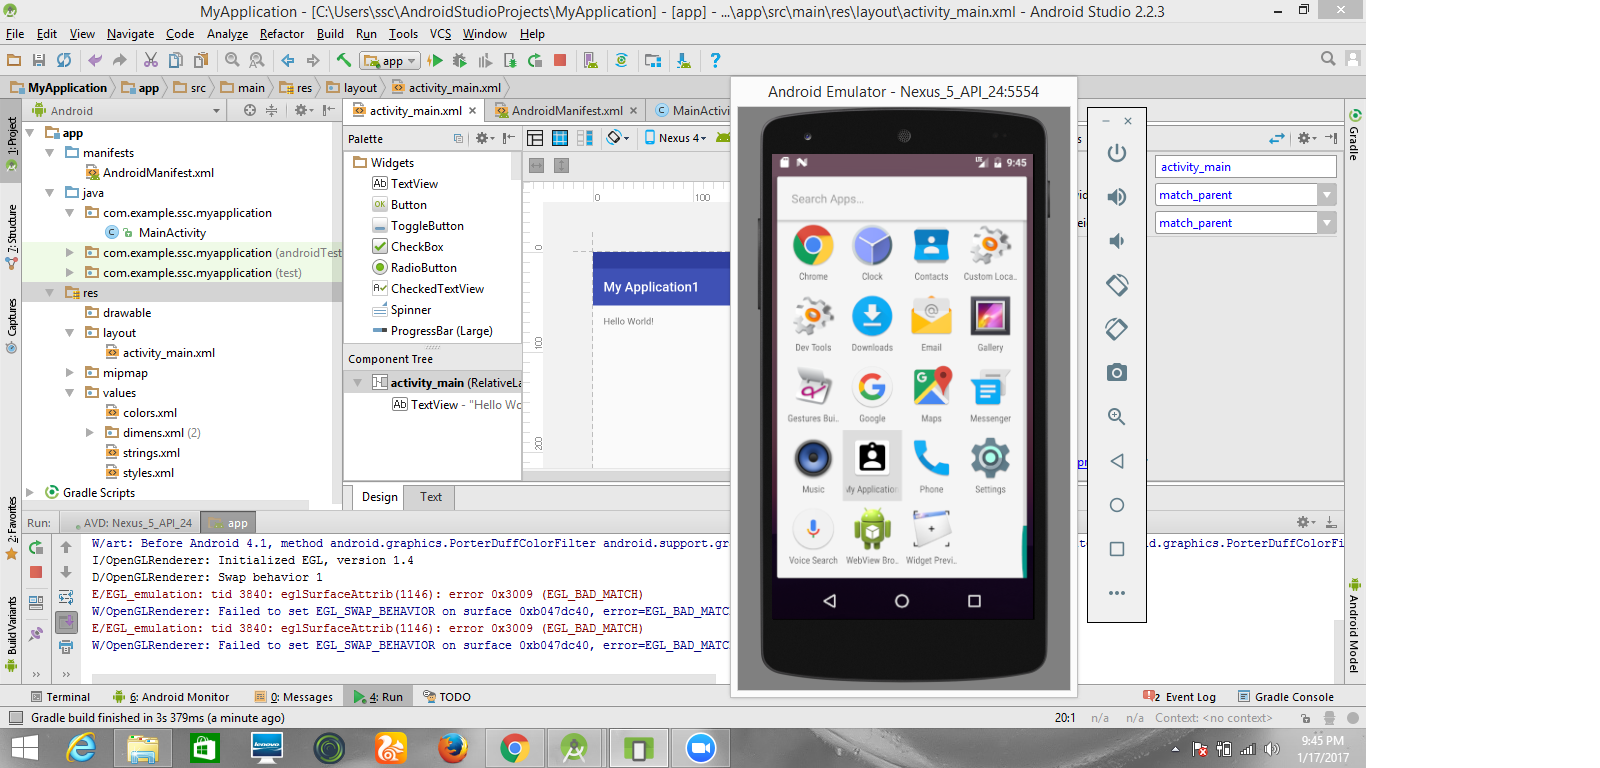 MyApplication - [C:\Users\ssc\AndroidStudioProjects\MyApplication] - [app] - ...\app\src\main\res\layout\activity_main.xml - Android Studio 2.2.3
File Edit View Navigate Code Analyze Refactor Build Run Tools VCS Window Help
app
MyApplication app src main res layout activity_main.xml
Android
activity_main.xml AndroidManifest.xml MainActivi
1: Project
7: Structure
Captures
2: Favorites
Build Variants
app
manifests
AndroidManifest.xml
java
com.example.ssc.myapplication
MainActivity
com.example.ssc.myapplication (androidTest
com.example.ssc.myapplication (test)
res
drawable
layout
activity_main.xml
mipmap
values
colors.xml
dimens.xml (2)
strings.xml
styles.xml
Gradle Scripts
Palette
Widgets
Ab TextView
OK Button
ToggleButton
CheckBox
RadioButton
CheckedTextView
Spinner
ProgressBar (Large)
Component Tree
activity_main (RelativeLa
Ab TextView - "Hello Wo
Nexus 4
0 100
0
100
200
My Application1
Hello World!
Design Text
Android Emulator - Nexus_5_API_24:5554
9:45
Search Apps...
Chrome Clock Contacts Custom Loca..
Dev Tools Downloads Email Gallery
Gestures Bui.. Google Maps Messenger
Music My Application Phone Settings
Voice Search WebView Bro.. Widget Previ..
activity_main
match_parent
match_parent
Gradle
Android Model
Run: AVD: Nexus_5_API_24 app
W/art: Before Android 4.1, method android.graphics.PorterDuffColorFilter android.support.gr
id.graphics.PorterDuffColorFi
I/OpenGLRenderer: Initialized EGL, version 1.4
D/OpenGLRenderer: Swap behavior 1
E/EGL_emulation: tid 3840: eglSurfaceAttrib(1146): error 0x3009 (EGL_BAD_MATCH)
W/OpenGLRenderer: Failed to set EGL_SWAP_BEHAVIOR on surface 0xb047dc40, error=EGL_BAD_MATC
E/EGL_emulation: tid 3840: eglSurfaceAttrib(1146): error 0x3009 (EGL_BAD_MATCH)
W/OpenGLRenderer: Failed to set EGL_SWAP_BEHAVIOR on surface 0xb047dc40, error=EGL_BAD_MATC
Terminal 6: Android Monitor 0: Messages 4: Run TODO 2 Event Log Gradle Console
Gradle build finished in 3s 379ms (a minute ago) 20:1 n/a n/a Context: <no context>
lenovo
9:45 PM
1/17/2017